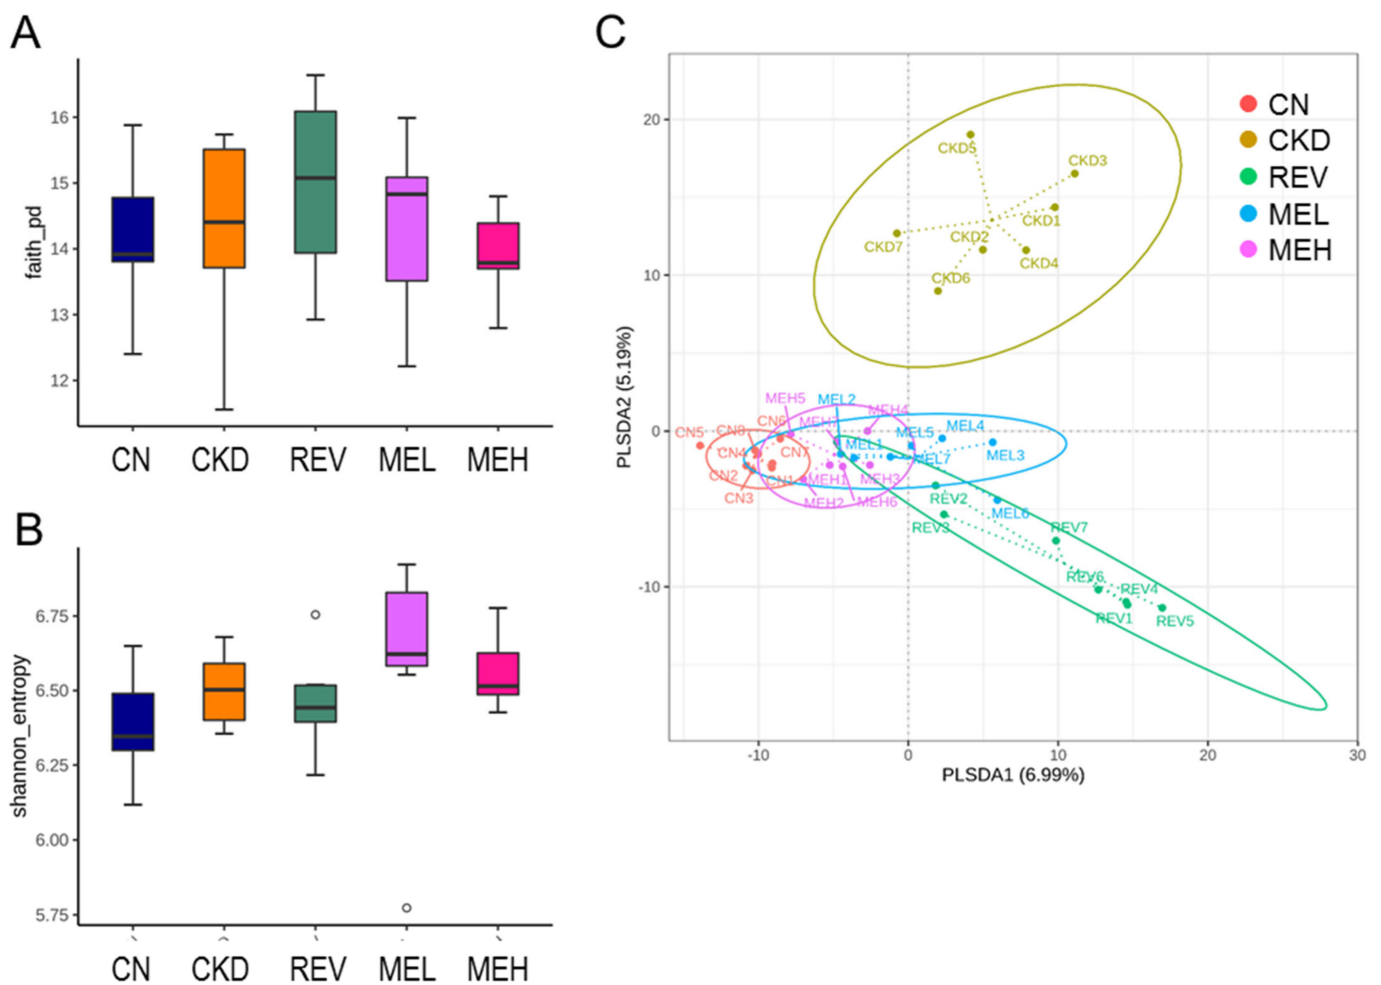 A
faith_pd
16
15
14
13
12
CN CKD REV MEL MEH
B
shannon_entropy
6.75
6.50
6.25
6.00
5.75
CN CKD REV MEL MEH
C
PLSDA2 (5.19%)
20
10
0
-10
CN
CKD
REV
MEL
MEH
CKD5
CKD3
CKD1
CKD2
CKD7
CKD4
CKD6
MEH5 MEL2
MEH4
CN6
MEH7
CN5 CN8
MEL5 MEL4
MEL1
CN4 CN7
MEL7 MEL3
CN2 CN1 MEH1 MEH3
CN3 MEH2 MEH6
REV2
MEL6
REV3
REV7
REV6
REV4
REV1 REV5
-10 0 10 20 30
PLSDA1 (6.99%)